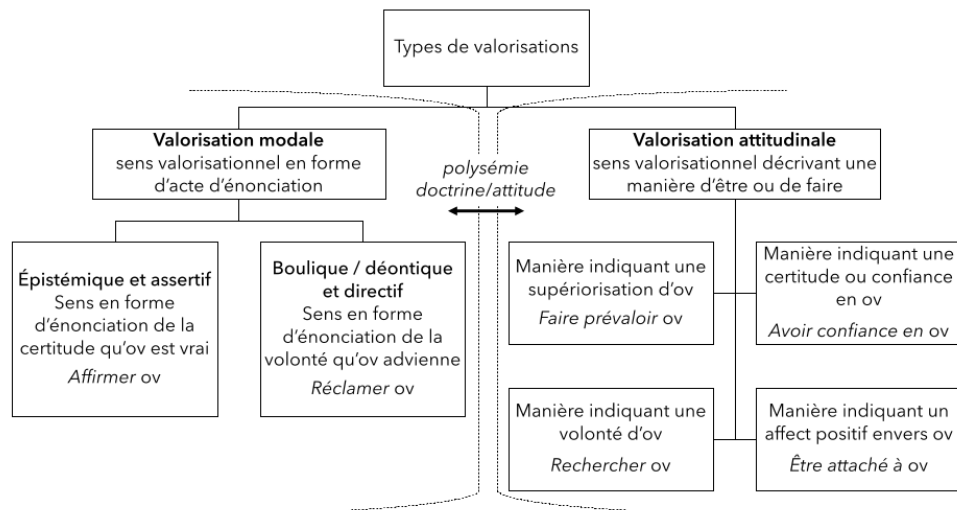 Types de valorisations
Valorisation modale
sens valorisationnel en forme
d'acte d'énonciation
polysémie
doctrine/attitude
Valorisation attitudinale
sens valorisationnel décrivant une
manière d'être ou de faire
Épistémique et assertif
Sens en forme
d'énonciation de la
certitude qu'ov est vrai
Affirmer ov
Boulique / déontique
et directif
Sens en forme
d'énonciation de la
volonté qu'ov advienne
Réclamer ov
Manière indiquant une
supériorisation d'ov
Faire prévaloir ov
Manière indiquant une
certitude ou confiance
en ov
Avoir confiance en ov
Manière indiquant une
volonté d'ov
Rechercher ov
Manière indiquant un
affect positif envers ov
Être attaché à ov